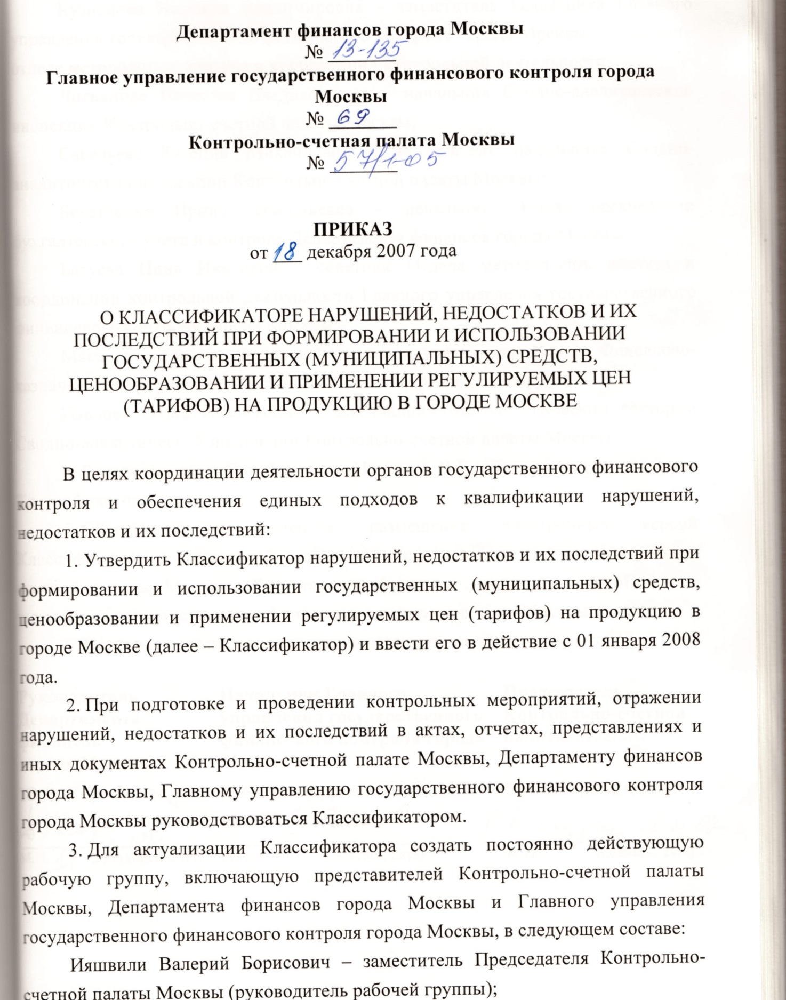 Департамент финансов города Москвы
№ 13-135
Главное управление государственного финансового контроля города
Москвы
№ 69
Контрольно-счетная палата Москвы
№ 57/1-05
ПРИКАЗ
от 18 декабря 2007 года
О КЛАССИФИКАТОРЕ НАРУШЕНИЙ, НЕДОСТАТКОВ И ИХ
ПОСЛЕДСТВИЙ ПРИ ФОРМИРОВАНИИ И ИСПОЛЬЗОВАНИИ
ГОСУДАРСТВЕННЫХ (МУНИЦИПАЛЬНЫХ) СРЕДСТВ,
ЦЕНООБРАЗОВАНИИ И ПРИМЕНЕНИИ РЕГУЛИРУЕМЫХ ЦЕН
(ТАРИФОВ) НА ПРОДУКЦИЮ В ГОРОДЕ МОСКВЕ
В целях координации деятельности органов государственного финансового
контроля и обеспечения единых подходов к квалификации нарушений,
недостатков и их последствий:
1. Утвердить Классификатор нарушений, недостатков и их последствий при
формировании и использовании государственных (муниципальных) средств,
ценообразовании и применении регулируемых цен (тарифов) на продукцию в
городе Москве (далее – Классификатор) и ввести его в действие с 01 января 2008
года.
2. При подготовке и проведении контрольных мероприятий, отражении
нарушений, недостатков и их последствий в актах, отчетах, представлениях и
иных документах Контрольно-счетной палате Москвы, Департаменту финансов
города Москвы, Главному управлению государственного финансового контроля
города Москвы руководствоваться Классификатором.
3. Для актуализации Классификатора создать постоянно действующую
рабочую группу, включающую представителей Контрольно-счетной палаты
Москвы, Департамента финансов города Москвы и Главного управления
государственного финансового контроля города Москвы, в следующем составе:
Ияшвили Валерий Борисович – заместитель Председателя Контрольно-
счетной палаты Москвы (руководитель рабочей группы);